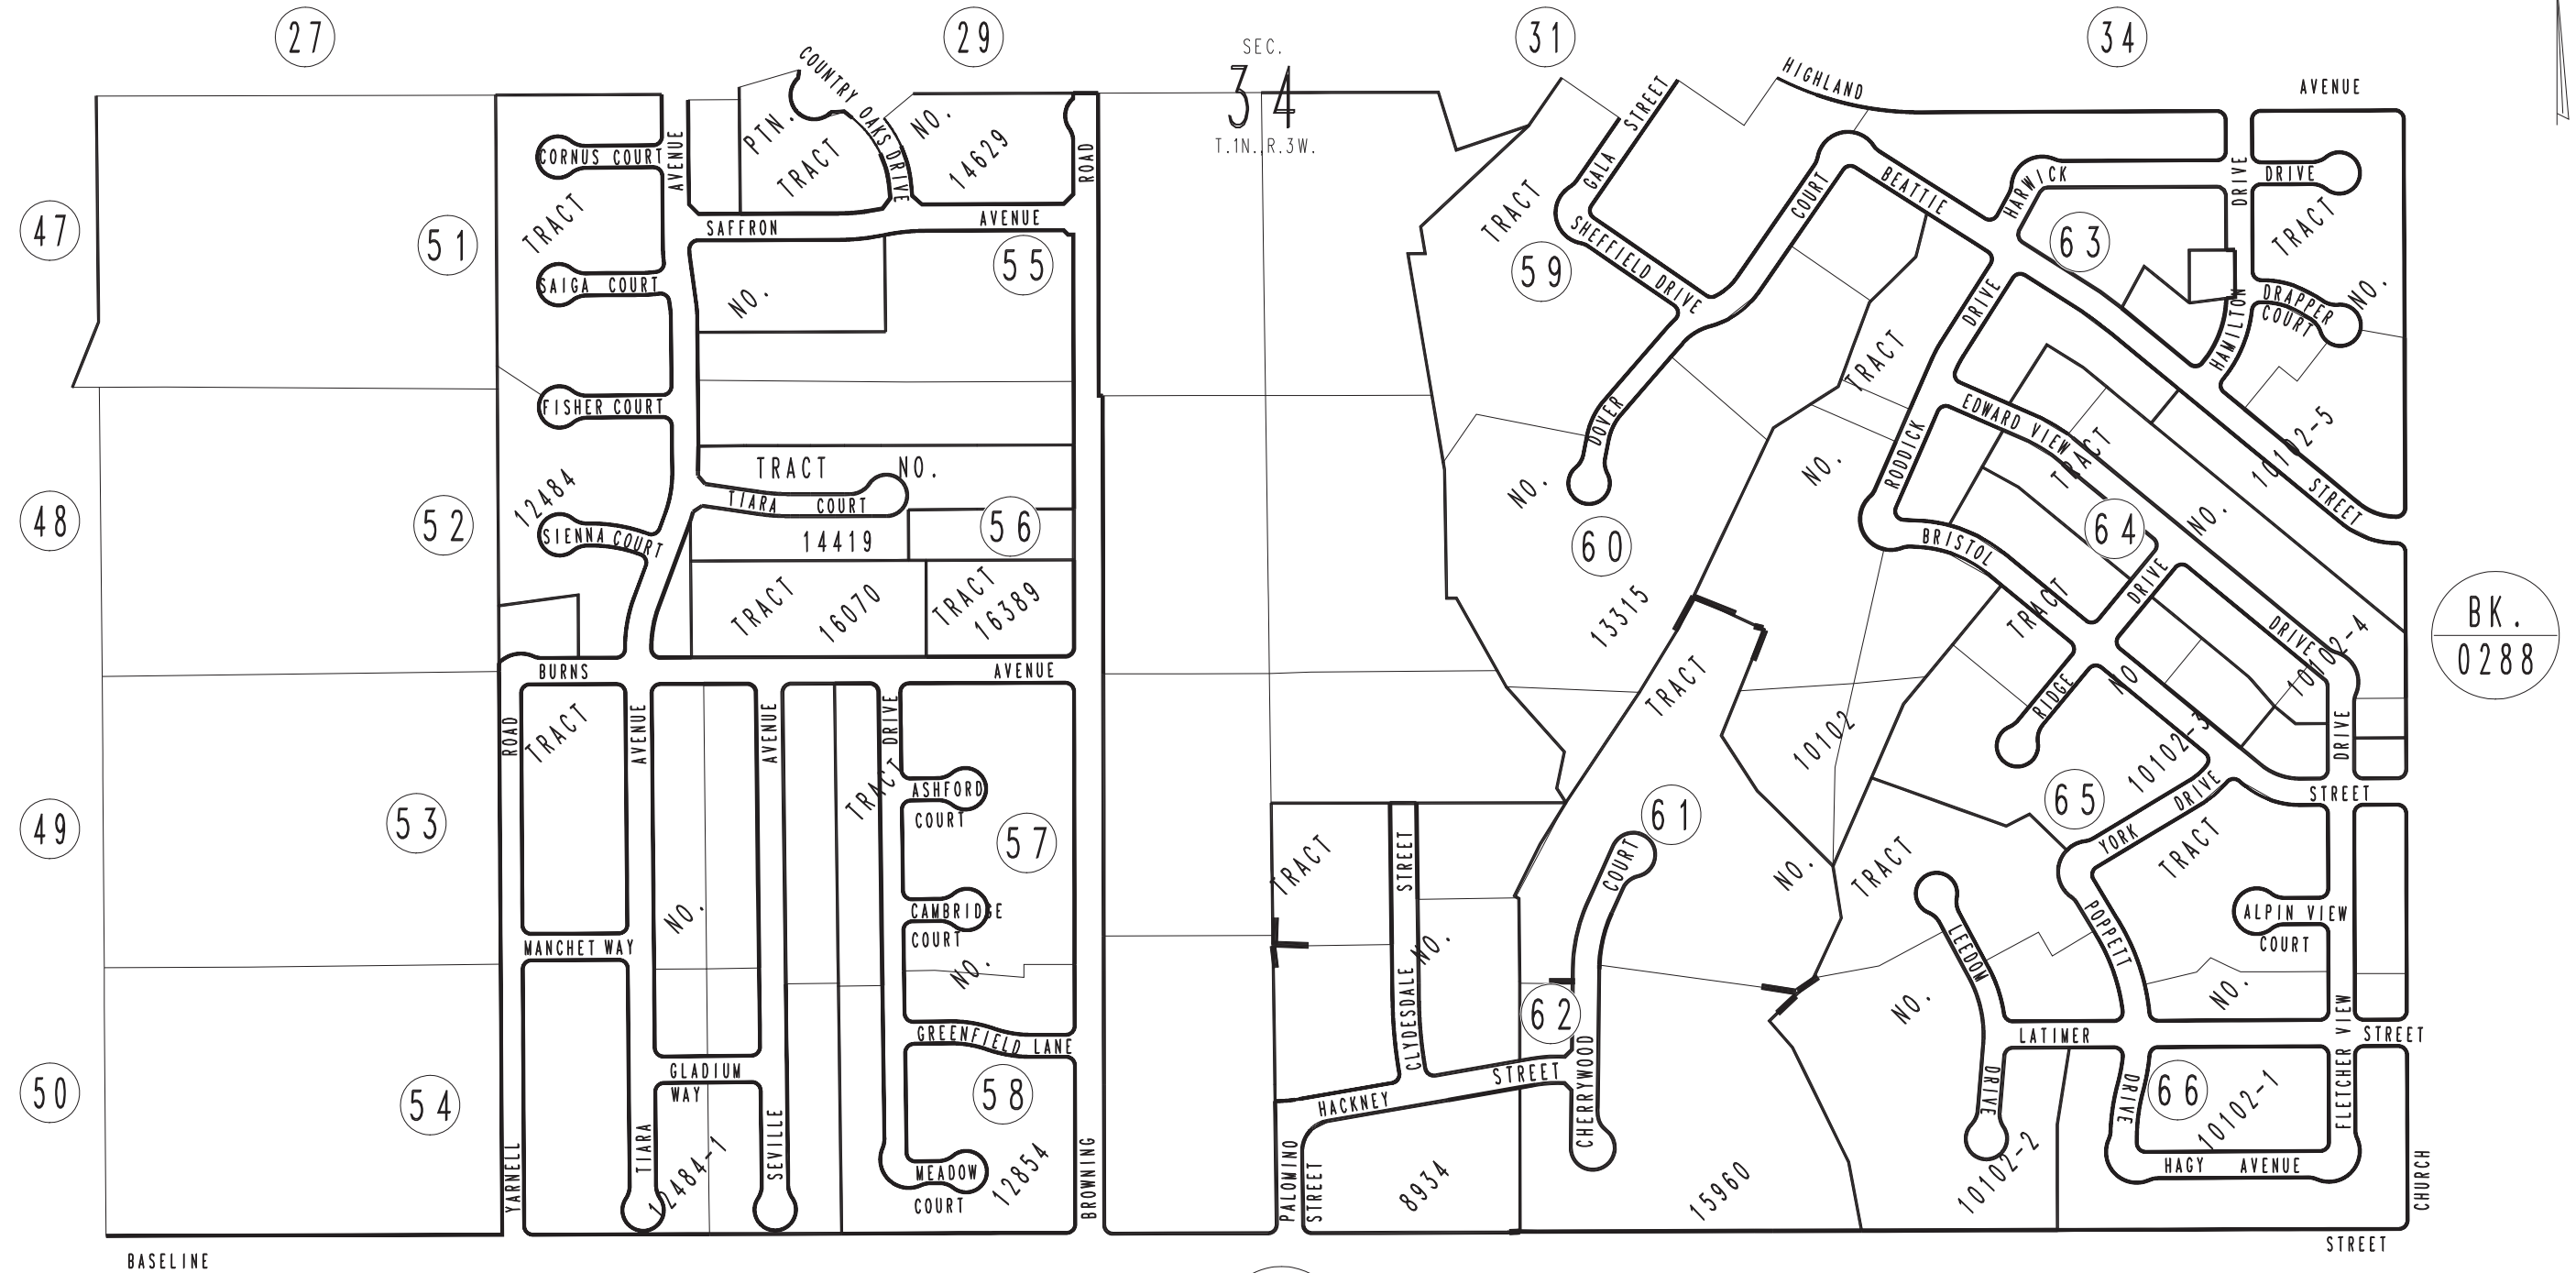 27
29
SEC.
34
T.1N.,R.3W.
31
34
HIGHLAND
AVENUE
COUNTRY OAKS DRIVE
PTN.
TRACT
NO.
14629
AVENUE
ROAD
CORNUS COURT
GALA STREET
TRACT
COURT
BEATTIE
HARWICK
DRIVE
DRIVE
47
51
TRACT
SAFFRON
AVENUE
SHEFFIELD DRIVE
63
TRACT
55
59
SAIGA COURT
NO.
DRIVE
HAMILTON
DRAPPER
COURT
NO.
TRACT
FISHER COURT
DOVER
EDWARD VIEW
TRACT
10102-5
TRACT NO.
RODDICK
NO.
NO.
STREET
TIARA COURT
12484
48
52
SIENNA COURT
14419
56
60
BRISTOL
64
NO.
TRACT
16070
TRACT
16389
13315
TRACT
DRIVE
DRIVE
10102-4
BK.
0288
BURNS
AVENUE
TRACT
RIDGE
NO
ROAD
TRACT
AVENUE
AVENUE
DRIVE
TRACT
10102
10102-3
DRIVE
ASHFORD
COURT
61
65
YORK DRIVE
STREET
49
53
57
TRACT
STREET
COURT
NO.
TRACT
TRACT
NO.
CAMBRIDGE
COURT
POPPETT
ALPIN VIEW
COURT
MANCHET WAY
NO.
NO.
LEEDOM
NO.
NO.
CLYDESDALE
62
GREENFIELD LANE
LATIMER
STREET
FLETCHER VIEW
GLADIUM
WAY
50
54
58
HACKNEY
STREET
CHERRYWOOD
DRIVE
DRIVE
66
10102-1
YARNELL
TIARA
12484-1
SEVILLE
MEADOW
COURT
12854
BROWNING
PALOMINO
STREET
8934
15960
10102-2
HAGY AVENUE
CHURCH
BASELINE
STREET